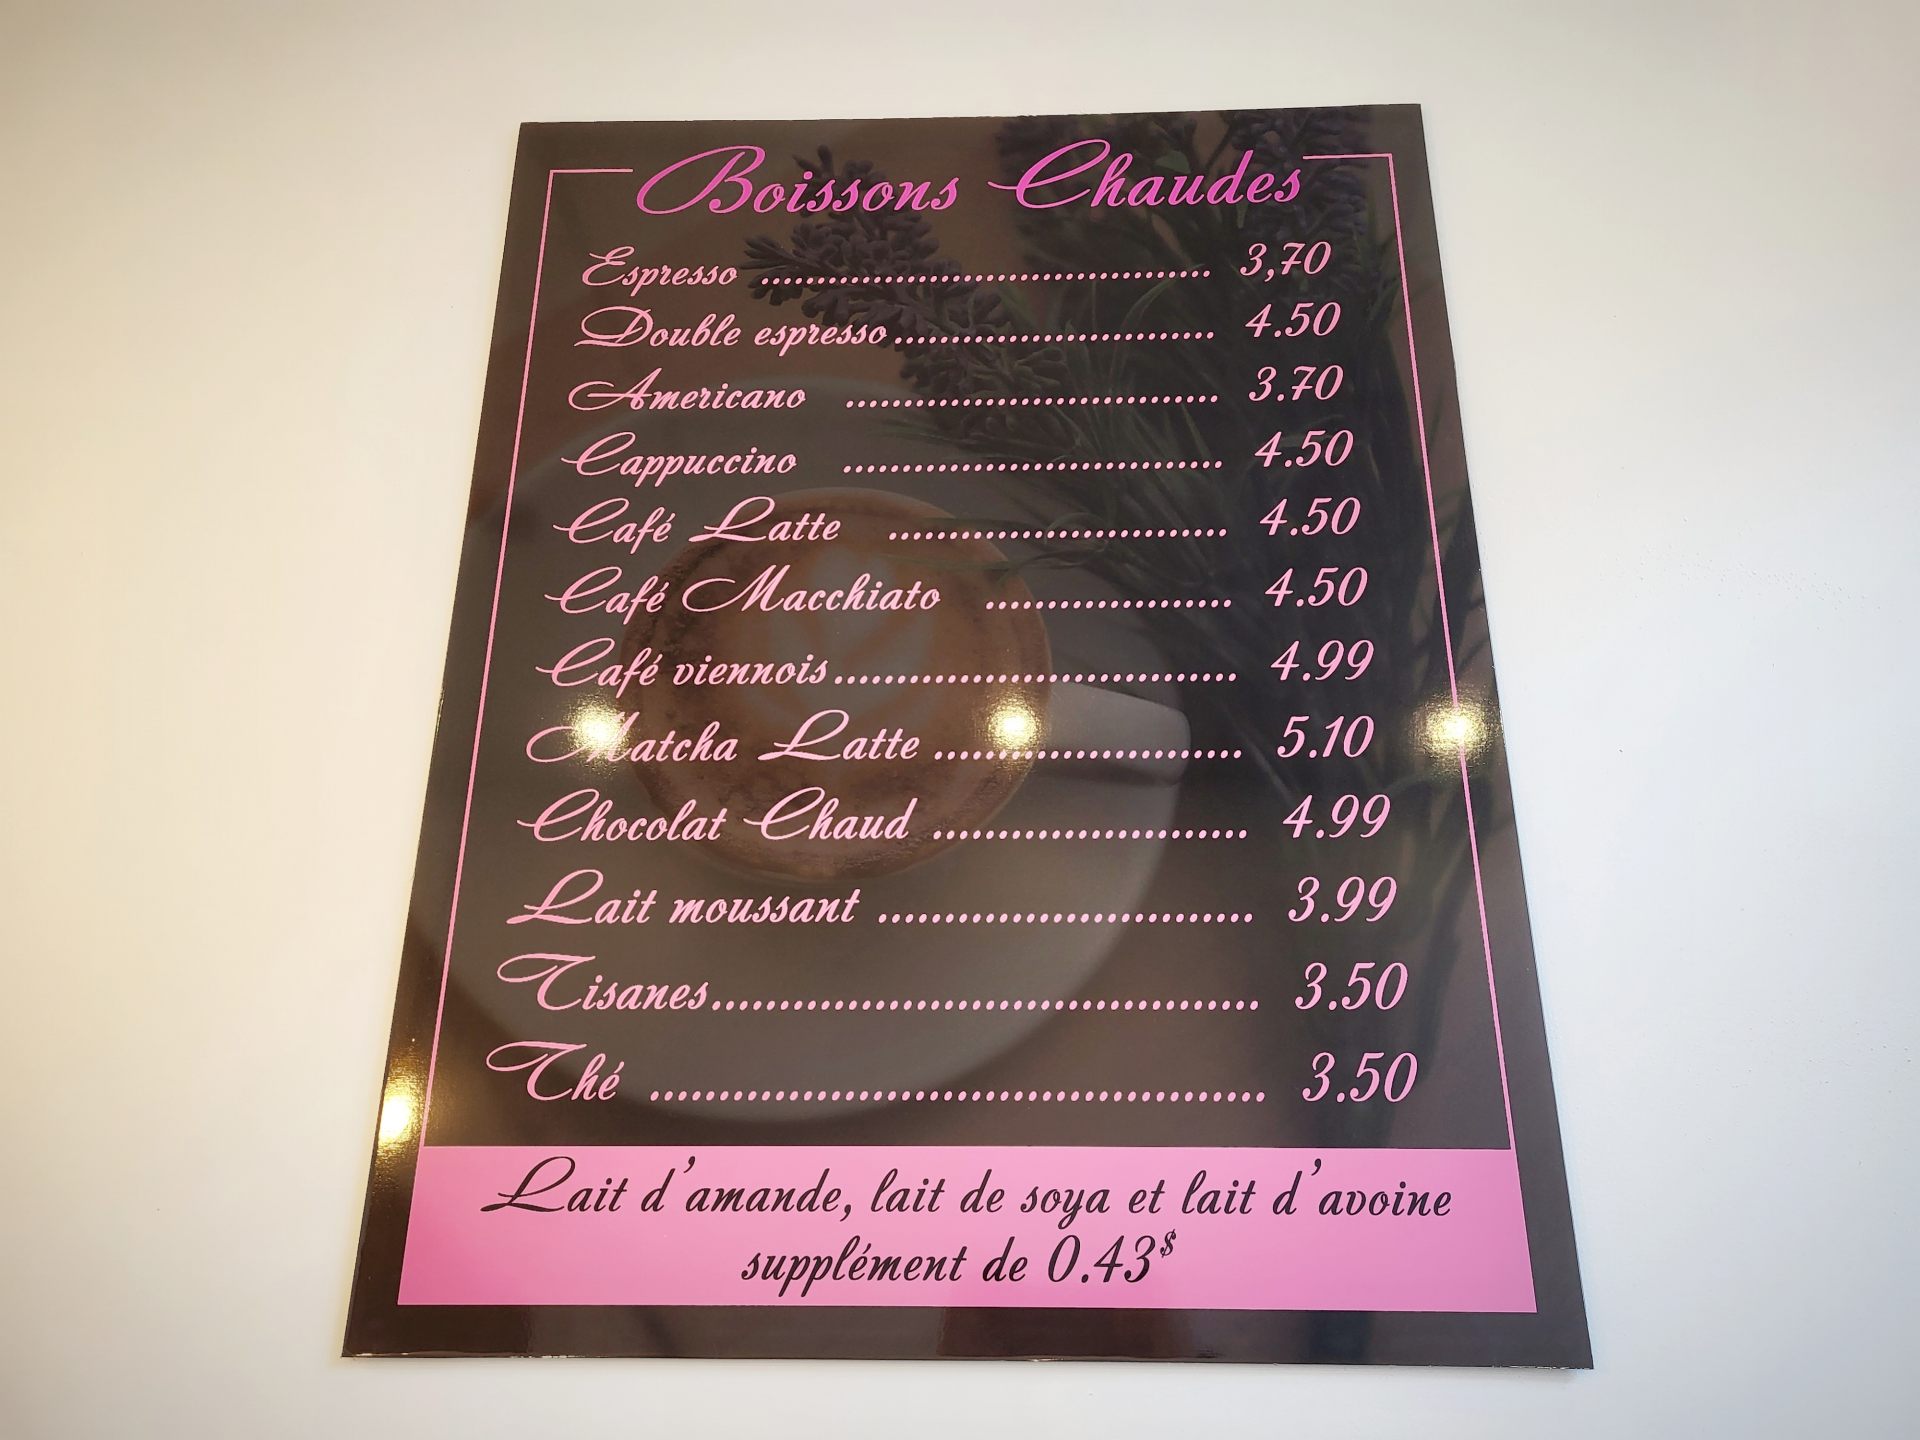 Boissons Chaudes
Espresso ........................................ 3,70
Double espresso ............................ 4.50
Americano ................................ 3.70
Cappuccino ................................ 4.50
Café Latte ............................ 4.50
Café Macchiato .................... 4.50
Café viennois ................................ 4.99
Matcha Latte ........................ 5.10
Chocolat Chaud ........................ 4.99
Lait moussant ............................ 3.99
Tisanes ........................................ 3.50
Thé ............................................ 3.50
Lait d'amande, lait de soya et lait d'avoine
supplément de 0.43$